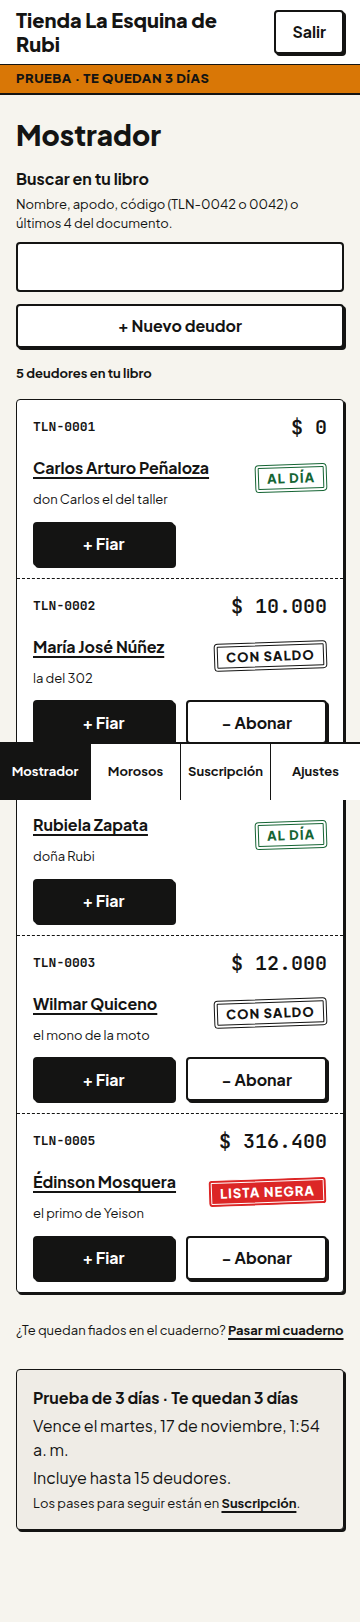 Tienda La Esquina de
Rubi
Salir
PRUEBA · TE QUEDAN 3 DÍAS
Mostrador
Buscar en tu libro
Nombre, apodo, código (TLN-0042 o 0042) o
últimos 4 del documento.
+ Nuevo deudor
5 deudores en tu libro
TLN-0001
$ 0
Carlos Arturo Peñaloza
AL DÍA
don Carlos el del taller
+ Fiar
TLN-0002
$ 10.000
María José Núñez
CON SALDO
la del 302
+ Fiar
– Abonar
Mostrador
Morosos
Suscripción
Ajustes
Rubiela Zapata
AL DÍA
doña Rubi
+ Fiar
TLN-0003
$ 12.000
Wilmar Quiceno
CON SALDO
el mono de la moto
+ Fiar
– Abonar
TLN-0005
$ 316.400
Édinson Mosquera
LISTA NEGRA
el primo de Yeison
+ Fiar
– Abonar
¿Te quedan fiados en el cuaderno? Pasar mi cuaderno
Prueba de 3 días · Te quedan 3 días
Vence el martes, 17 de noviembre, 1:54
a. m.
Incluye hasta 15 deudores.
Los pases para seguir están en Suscripción.